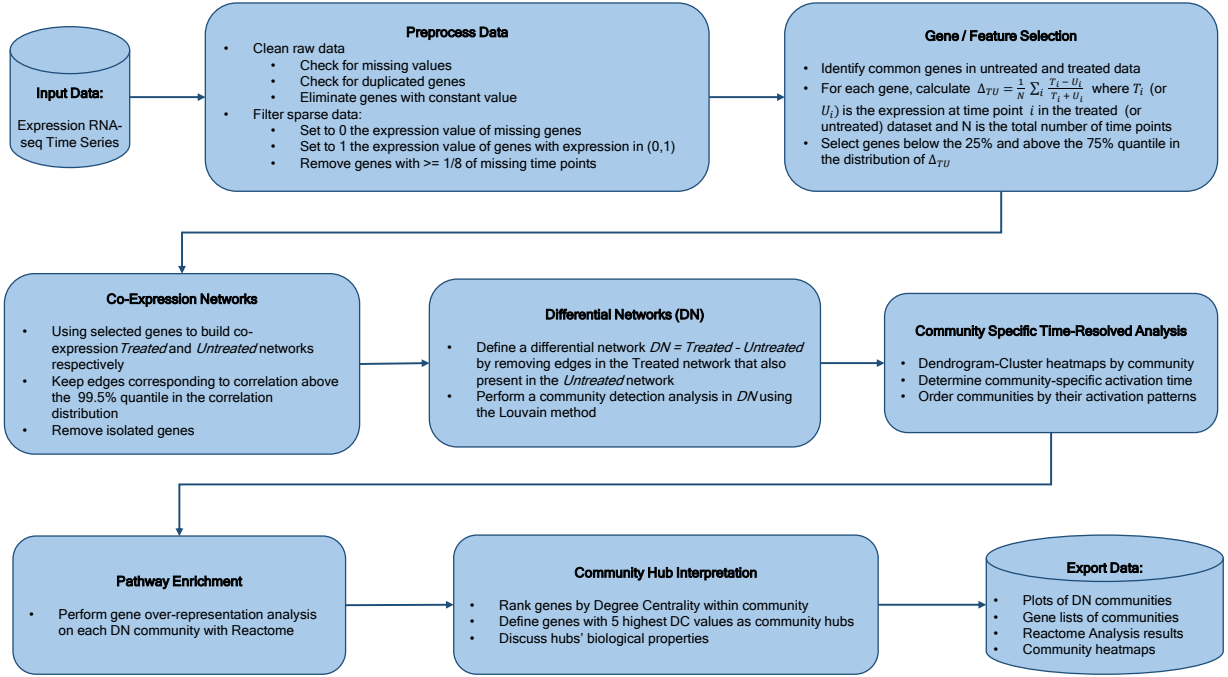 Input Data:
Expression RNA-
seq Time Series
Preprocess Data
• Clean raw data
• Check for missing values
• Check for duplicated genes
• Eliminate genes with constant value
• Filter sparse data:
• Set to 0 the expression value of missing genes
• Set to 1 the expression value of genes with expression in (0,1)
• Remove genes with >= 1/8 of missing time points
Gene / Feature Selection
• Identify common genes in untreated and treated data
• For each gene, calculate Δ_TU = 1/N ∑_i (T_i − U_i)/(T_i + U_i) where T_i (or
U_i) is the expression at time point i in the treated (or
untreated) dataset and N is the total number of time points
• Select genes below the 25% and above the 75% quantile in
the distribution of Δ_TU
Co-Expression Networks
• Using selected genes to build co-
expression Treated and Untreated networks
respectively
• Keep edges corresponding to correlation above
the 99.5% quantile in the correlation
distribution
• Remove isolated genes
Differential Networks (DN)
• Define a differential network DN = Treated - Untreated
by removing edges in the Treated network that also
present in the Untreated network
• Perform a community detection analysis in DN using
the Louvain method
Community Specific Time-Resolved Analysis
• Dendrogram-Cluster heatmaps by community
• Determine community-specific activation time
• Order communities by their activation patterns
Pathway Enrichment
• Perform gene over-representation analysis
on each DN community with Reactome
Community Hub Interpretation
• Rank genes by Degree Centrality within community
• Define genes with 5 highest DC values as community hubs
• Discuss hubs' biological properties
Export Data:
• Plots of DN communities
• Gene lists of communities
• Reactome Analysis results
• Community heatmaps